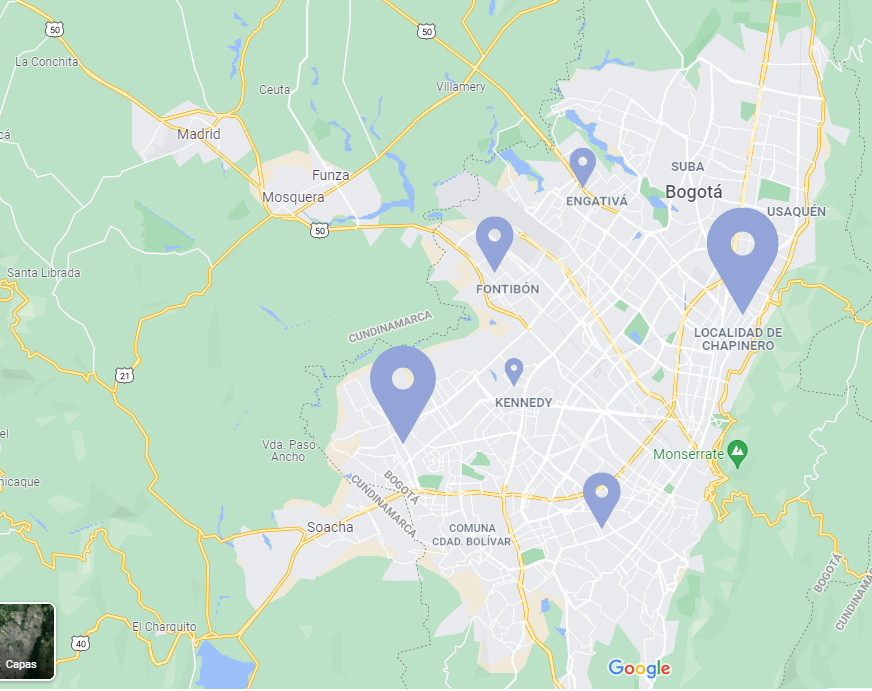 50
50
La Conchita
Ceuta
Villamery
Madrid
SUBA
Funza
Bogotá
Mosquera
ENGATIVÁ
USAQUÉN
50
Santa Librada
FONTIBÓN
CUNDINAMARCA
LOCALIDAD DE
CHAPINERO
21
KENNEDY
Vda. Paso
Ancho
Monserrate
BOGOTÁ
CUNDINAMARCA
Soacha
COMUNA
CDAD. BOLÍVAR
BOGOTÁ
El Charquito
40
Capas
Google